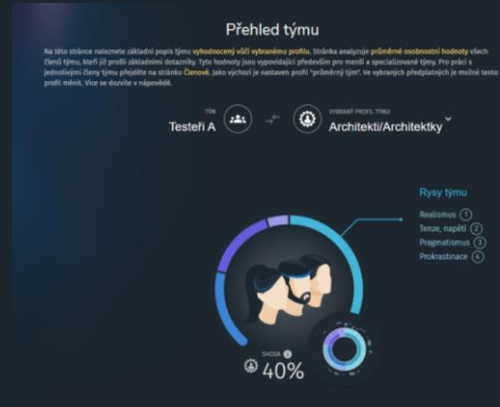 Přehled týmu
Na této stránce naleznete základní popis týmu vyhodnocený vůči vybranému profilu. Stránka analyzuje průměrné osobnostní hodnoty všech
členů týmu, kteří již prošli základními dotazníky. Tyto hodnoty jsou vypovídající především pro menší a specializované týmy. Pro práci s
jednolivými členy týmu přejděte na stránku Členové. Jako výchozí je nastaven profil "průměrný tým". Ve vybraných předplatných je možné tento
profil měnit. Více se dozvíte v nápovědě.
TÝM
Testeři A
VYBRANÝ PROFIL TÝMU
Architekti/Architektky
Rysy týmu
Realismus 1
Tenze, napětí 2
Pragmatismus 3
Prokrastinace 4
SHODA i
40%